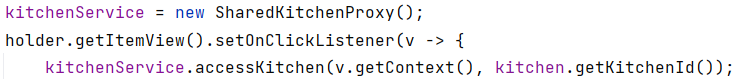 kitchenService = new SharedKitchenProxy();
holder.getItemView().setOnClickListener(v -> {
    kitchenService.accessKitchen(v.getContext(), kitchen.getKitchenId());